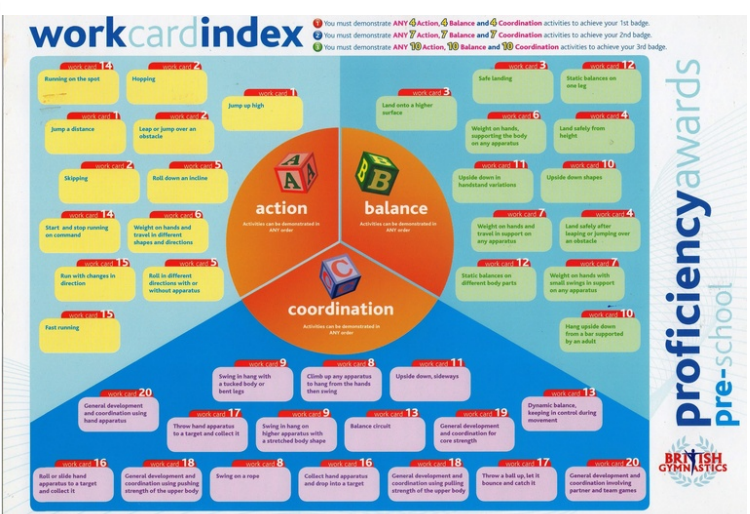 workcardindex
1 You must demonstrate ANY 4 Action, 4 Balance and 4 Coordination activities to achieve your 1st badge.
2 You must demonstrate ANY 7 Action, 7 Balance and 7 Coordination activities to achieve your 2nd badge.
3 You must demonstrate ANY 10 Action, 10 Balance and 10 Coordination activities to achieve your 3rd badge.
work card 14
Running on the spot
work card 2
Hopping
work card 1
Jump up high
work card 1
Jump a distance
work card 2
Leap or jump over an
obstacle
work card 2
Skipping
work card 5
Roll down an incline
work card 14
Start and stop running
on command
work card 6
Weight on hands and
travel in different
shapes and directions
work card 15
Run with changes in
direction
work card 5
Roll in different
directions with or
without apparatus
work card 15
Fast running
A A A
action
Activities can be demonstrated in
ANY order
work card 3
Land onto a higher
surface
work card 3
Safe landing
work card 12
Static balances on
one leg
work card 6
Weight on hands,
supporting the body
on any apparatus
work card 4
Land safely from
height
work card 11
Upside down in
handstand variations
work card 10
Upside down shapes
work card 7
Weight on hands and
travel in support on
any apparatus
work card 4
Land safely after
leaping or jumping over
an obstacle
work card 12
Static balances on
different body parts
work card 7
Weight on hands with
small swings in support
on any apparatus
work card 10
Hang upside down
from a bar supported
by an adult
B B B
balance
Activities can be demonstrated in
ANY order
C
coordination
Activities can be demonstrated in
ANY order
work card 9
Swing in hang with
a tucked body or
bent legs
work card 8
Climb up any apparatus
to hang from the hands
then swing
work card 11
Upside down, sideways
work card 20
General development
and coordination using
hand apparatus
work card 17
Throw hand apparatus
to a target and collect it
work card 9
Swing in hang on
higher apparatus with
a stretched body shape
work card 13
Balance circuit
work card 19
General development
and coordination for
core strength
work card 13
Dynamic balance,
keeping in control during
movement
work card 16
Roll or slide hand
apparatus to a target
and collect it
work card 18
General development and
coordination using pushing
strength of the upper body
work card 8
Swing on a rope
work card 16
Collect hand apparatus
and drop into a target
work card 18
General development and
coordination using pulling
strength of the upper body
work card 17
Throw a ball up, let it
bounce and catch it
work card 20
General development and
coordination involving
partner and team games
proficiencyawards
pre-school
BRITISH
GYMNASTICS